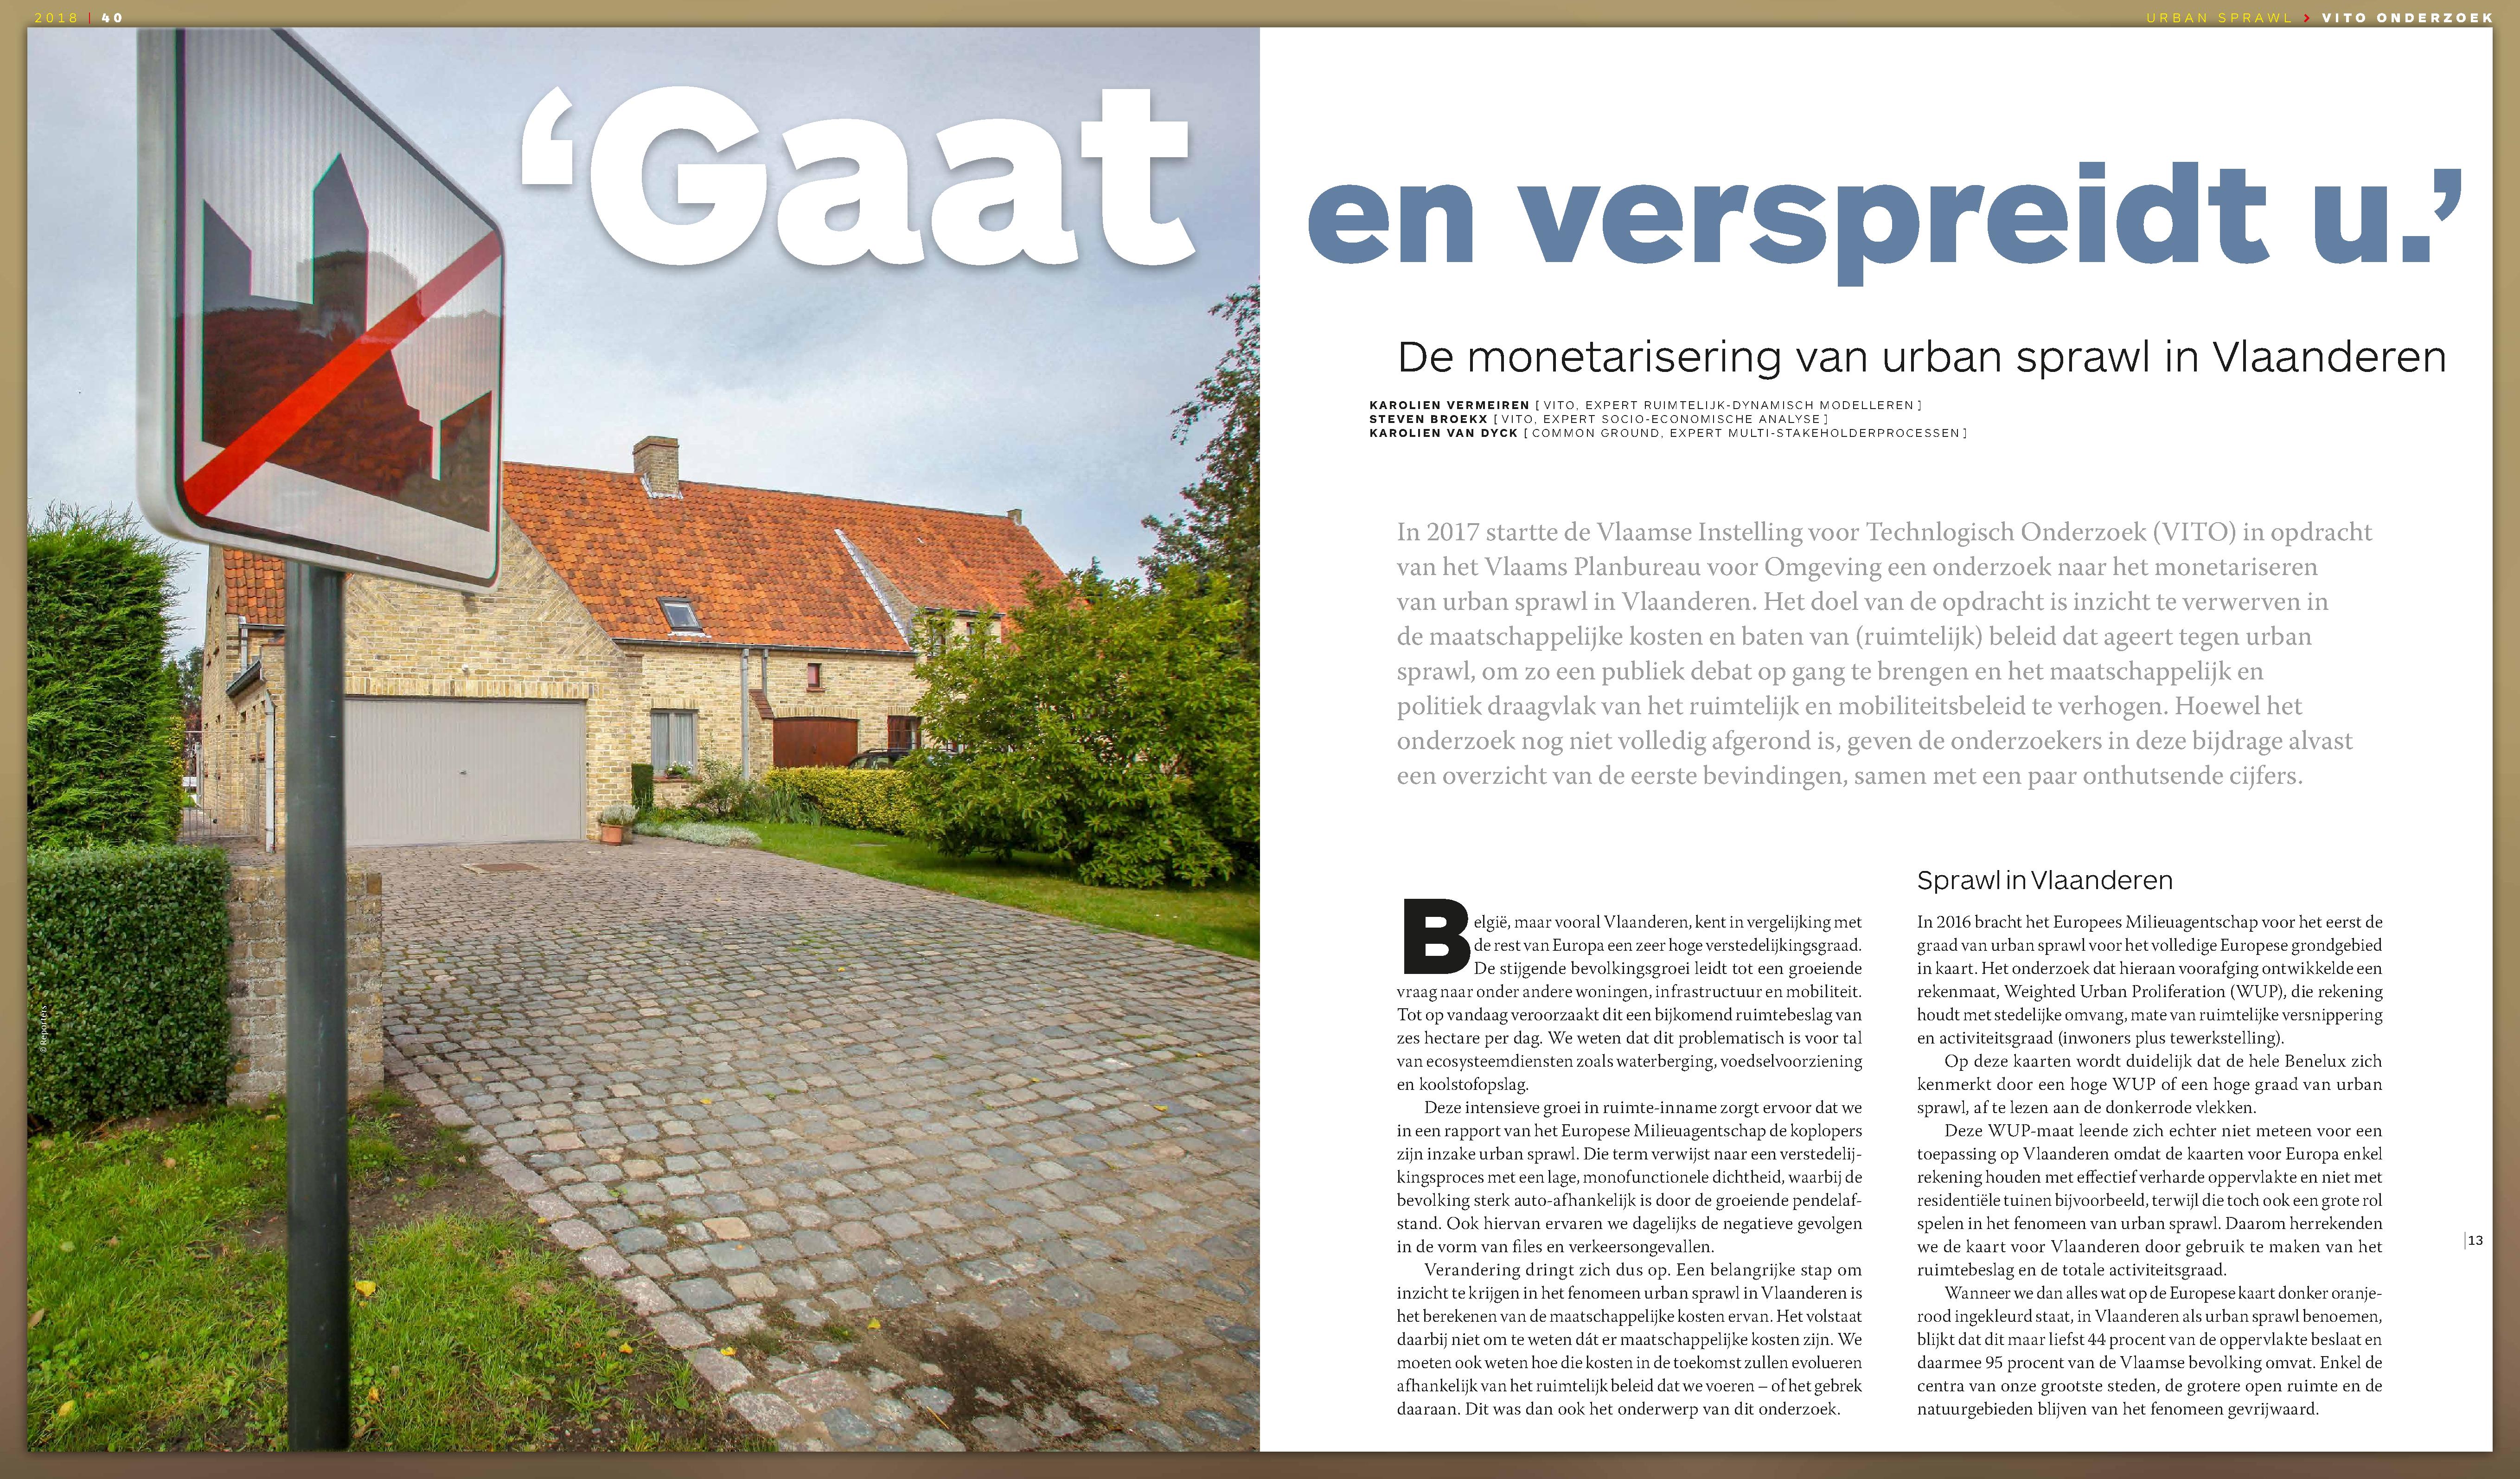 2018 | 40
URBAN SPRAWL > VITO ONDERZOEK
‘Gaat en verspreidt u.’
De monetarisering van urban sprawl in Vlaanderen
KAROLIEN VERMEIREN [ VITO, EXPERT RUIMTELIJK-DYNAMISCH MODELLEREN ]
STEVEN BROEKX [ VITO, EXPERT SOCIO-ECONOMISCHE ANALYSE ]
KAROLIEN VAN DYCK [ COMMON GROUND, EXPERT MULTI-STAKEHOLDERPROCESSEN ]
In 2017 startte de Vlaamse Instelling voor Technlogisch Onderzoek (VITO) in opdracht
van het Vlaams Planbureau voor Omgeving een onderzoek naar het monetariseren
van urban sprawl in Vlaanderen. Het doel van de opdracht is inzicht te verwerven in
de maatschappelijke kosten en baten van (ruimtelijk) beleid dat ageert tegen urban
sprawl, om zo een publiek debat op gang te brengen en het maatschappelijk en
politiek draagvlak van het ruimtelijk en mobiliteitsbeleid te verhogen. Hoewel het
onderzoek nog niet volledig afgerond is, geven de onderzoekers in deze bijdrage alvast
een overzicht van de eerste bevindingen, samen met een paar onthutsende cijfers.
België, maar vooral Vlaanderen, kent in vergelijking met
de rest van Europa een zeer hoge verstedelijkingsgraad.
De stijgende bevolkingsgroei leidt tot een groeiende
vraag naar onder andere woningen, infrastructuur en mobiliteit.
Tot op vandaag veroorzaakt dit een bijkomend ruimtebeslag van
zes hectare per dag. We weten dat dit problematisch is voor tal
van ecosysteemdiensten zoals waterberging, voedselvoorziening
en koolstofopslag.
Deze intensieve groei in ruimte-inname zorgt ervoor dat we
in een rapport van het Europese Milieuagentschap de koplopers
zijn inzake urban sprawl. Die term verwijst naar een verstedelij-
kingsproces met een lage, monofunctionele dichtheid, waarbij de
bevolking sterk auto-afhankelijk is door de groeiende pendelaf-
stand. Ook hiervan ervaren we dagelijks de negatieve gevolgen
in de vorm van files en verkeersongevallen.
Verandering dringt zich dus op. Een belangrijke stap om
inzicht te krijgen in het fenomeen urban sprawl in Vlaanderen is
het berekenen van de maatschappelijke kosten ervan. Het volstaat
daarbij niet om te weten dát er maatschappelijke kosten zijn. We
moeten ook weten hoe die kosten in de toekomst zullen evolueren
afhankelijk van het ruimtelijk beleid dat we voeren – of het gebrek
daaraan. Dit was dan ook het onderwerp van dit onderzoek.
Sprawl in Vlaanderen
In 2016 bracht het Europees Milieuagentschap voor het eerst de
graad van urban sprawl voor het volledige Europese grondgebied
in kaart. Het onderzoek dat hieraan voorafging ontwikkelde een
rekenmaat, Weighted Urban Proliferation (WUP), die rekening
houdt met stedelijke omvang, mate van ruimtelijke versnippering
en activiteitsgraad (inwoners plus tewerkstelling).
Op deze kaarten wordt duidelijk dat de hele Benelux zich
kenmerkt door een hoge WUP of een hoge graad van urban
sprawl, af te lezen aan de donkerrode vlekken.
Deze WUP-maat leende zich echter niet meteen voor een
toepassing op Vlaanderen omdat de kaarten voor Europa enkel
rekening houden met effectief verharde oppervlakte en niet met
residentiële tuinen bijvoorbeeld, terwijl die toch ook een grote rol
spelen in het fenomeen van urban sprawl. Daarom herrekenden
we de kaart voor Vlaanderen door gebruik te maken van het
ruimtebeslag en de totale activiteitsgraad.
Wanneer we dan alles wat op de Europese kaart donker oranje-
rood ingekleurd staat, in Vlaanderen als urban sprawl benoemen,
blijkt dat dit maar liefst 44 procent van de oppervlakte beslaat en
daarmee 95 procent van de Vlaamse bevolking omvat. Enkel de
centra van onze grootste steden, de grotere open ruimte en de
natuurgebieden blijven van het fenomeen gevrijwaard.
|13
© Reporters